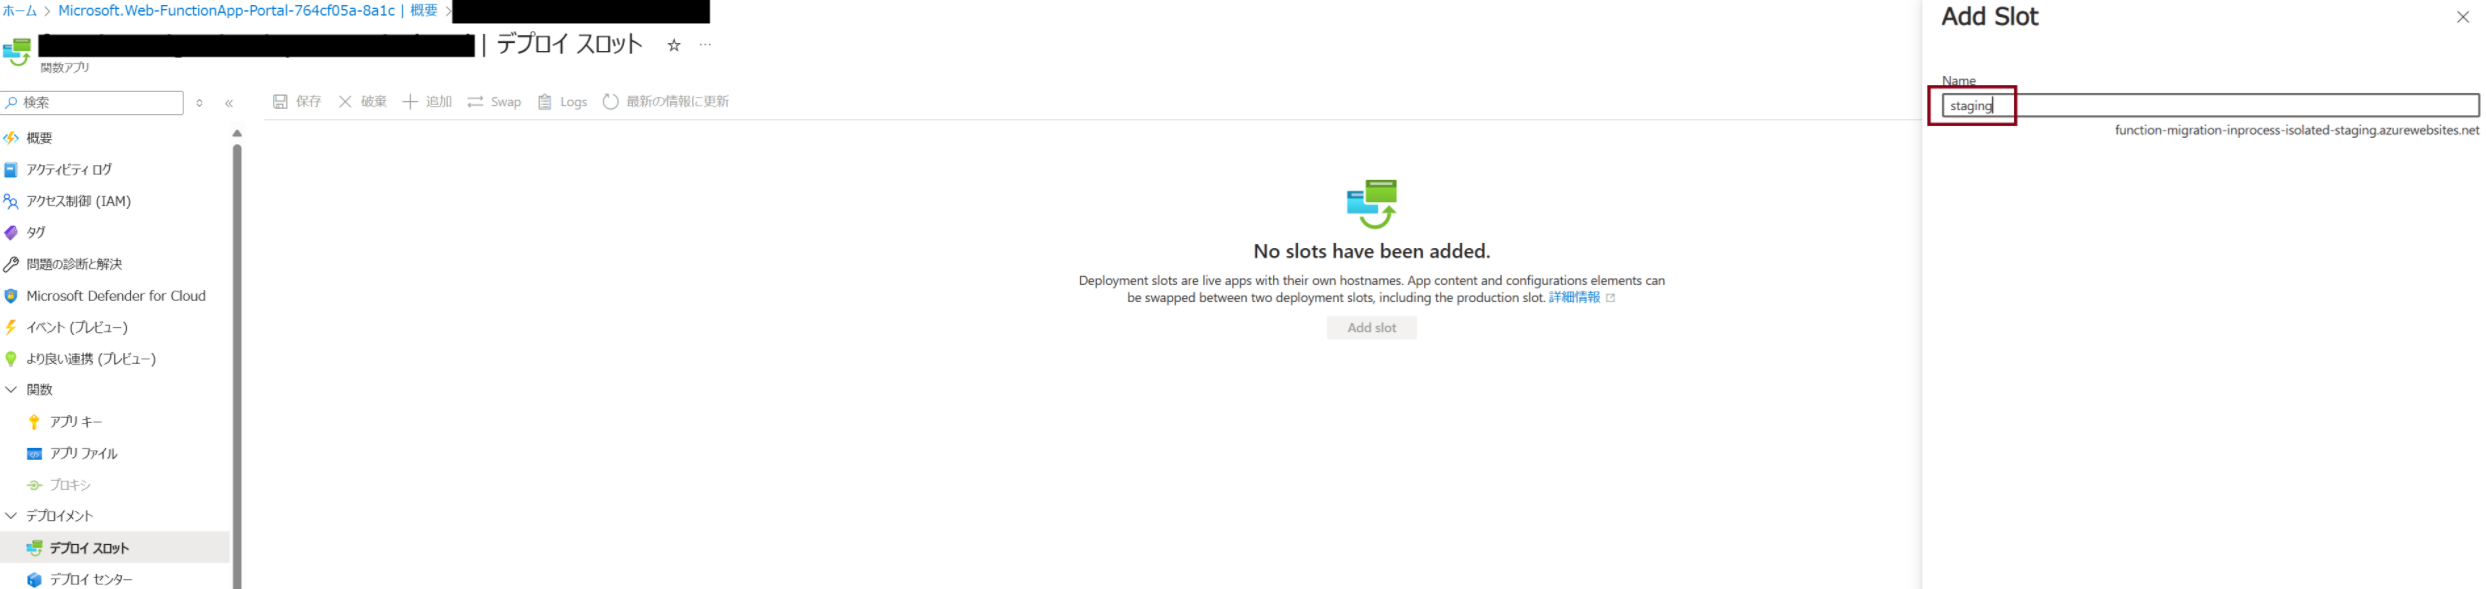 ホーム > Microsoft.Web-FunctionApp-Portal-764cf05a-8a1c | 概要 >
| デプロイ スロット ☆ …
関数アプリ
検索
保存 破棄 追加 Swap Logs 最新の情報に更新
概要
アクティビティ ログ
アクセス制御 (IAM)
タグ
問題の診断と解決
Microsoft Defender for Cloud
イベント (プレビュー)
より良い連携 (プレビュー)
関数
アプリ キー
アプリ ファイル
プロキシ
デプロイメント
デプロイ スロット
デプロイ センター
No slots have been added.
Deployment slots are live apps with their own hostnames. App content and configurations elements can
be swapped between two deployment slots, including the production slot. 詳細情報
Add slot
Add Slot
Name
staging
function-migration-inprocess-isolated-staging.azurewebsites.net